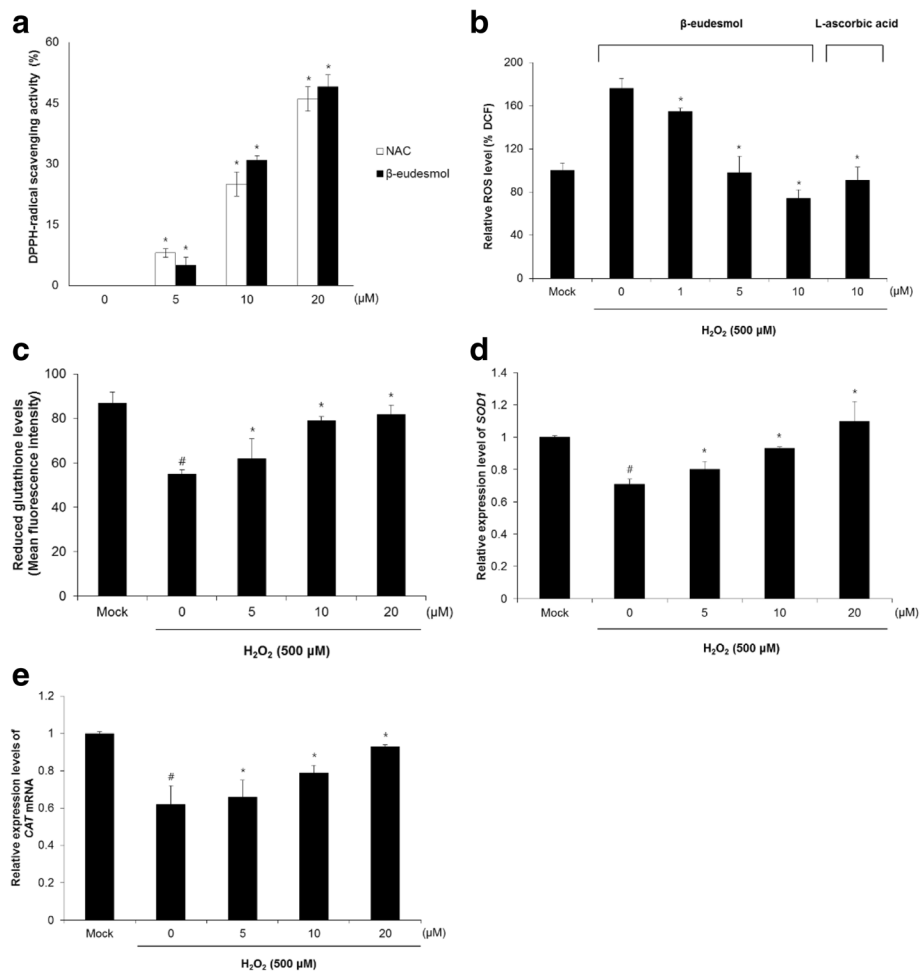 a
DPPH-radical scavenging activity (%)
60
45
30
15
0
* * * * * *
NAC
β-eudesmol
0 5 10 20 (μM)
b
β-eudesmol L-ascorbic acid
Relative ROS level (% DCF)
200
160
120
80
40
0
* * * *
Mock 0 1 5 10 10 (μM)
H₂O₂ (500 μM)
c
Reduced glutathione levels
(Mean fluorescence intensity)
100
80
60
40
20
0
# * * *
Mock 0 5 10 20 (μM)
H₂O₂ (500 μM)
d
Relative expression level of SOD1
1.4
1.2
1
0.8
0.6
0.4
0.2
0
# * * *
Mock 0 5 10 20 (μM)
H₂O₂ (500 μM)
e
Relative expression levels of
CAT mRNA
1.2
1
0.8
0.6
0.4
0.2
0
# * * *
Mock 0 5 10 20 (μM)
H₂O₂ (500 μM)